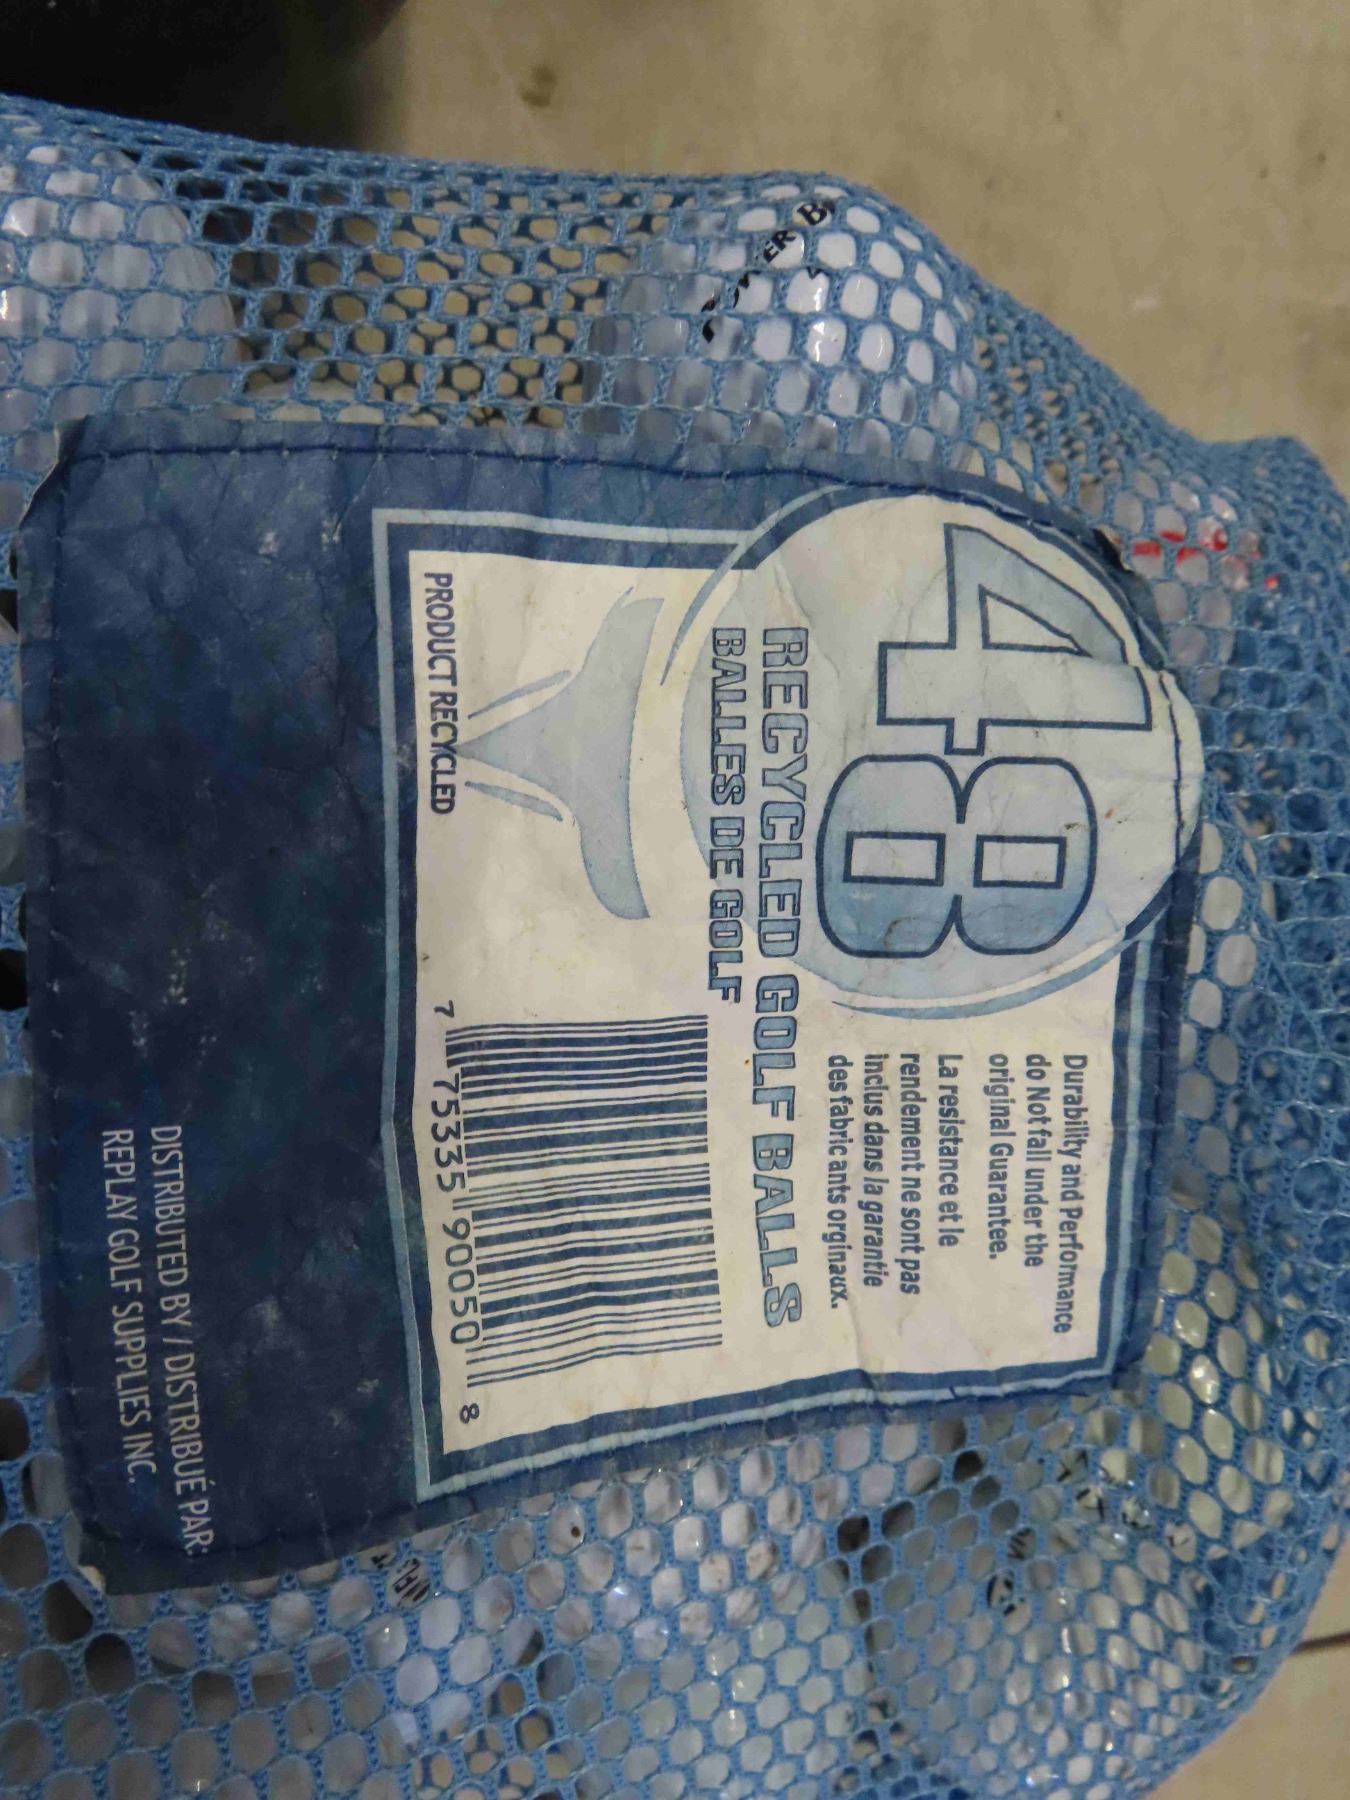 48
RECYCLED GOLF BALLS
BALLES DE GOLF
Durability and Performance
do Not fall under the
original Guarantee.
La resistance et le
rendement ne sont pas
inclus dans la garantie
des fabricants orginaux.
PRODUCT RECYCLED
7 75335 90050 8
DISTRIBUTED BY / DISTRIBUÉ PAR:
REPLAY GOLF SUPPLIES INC.